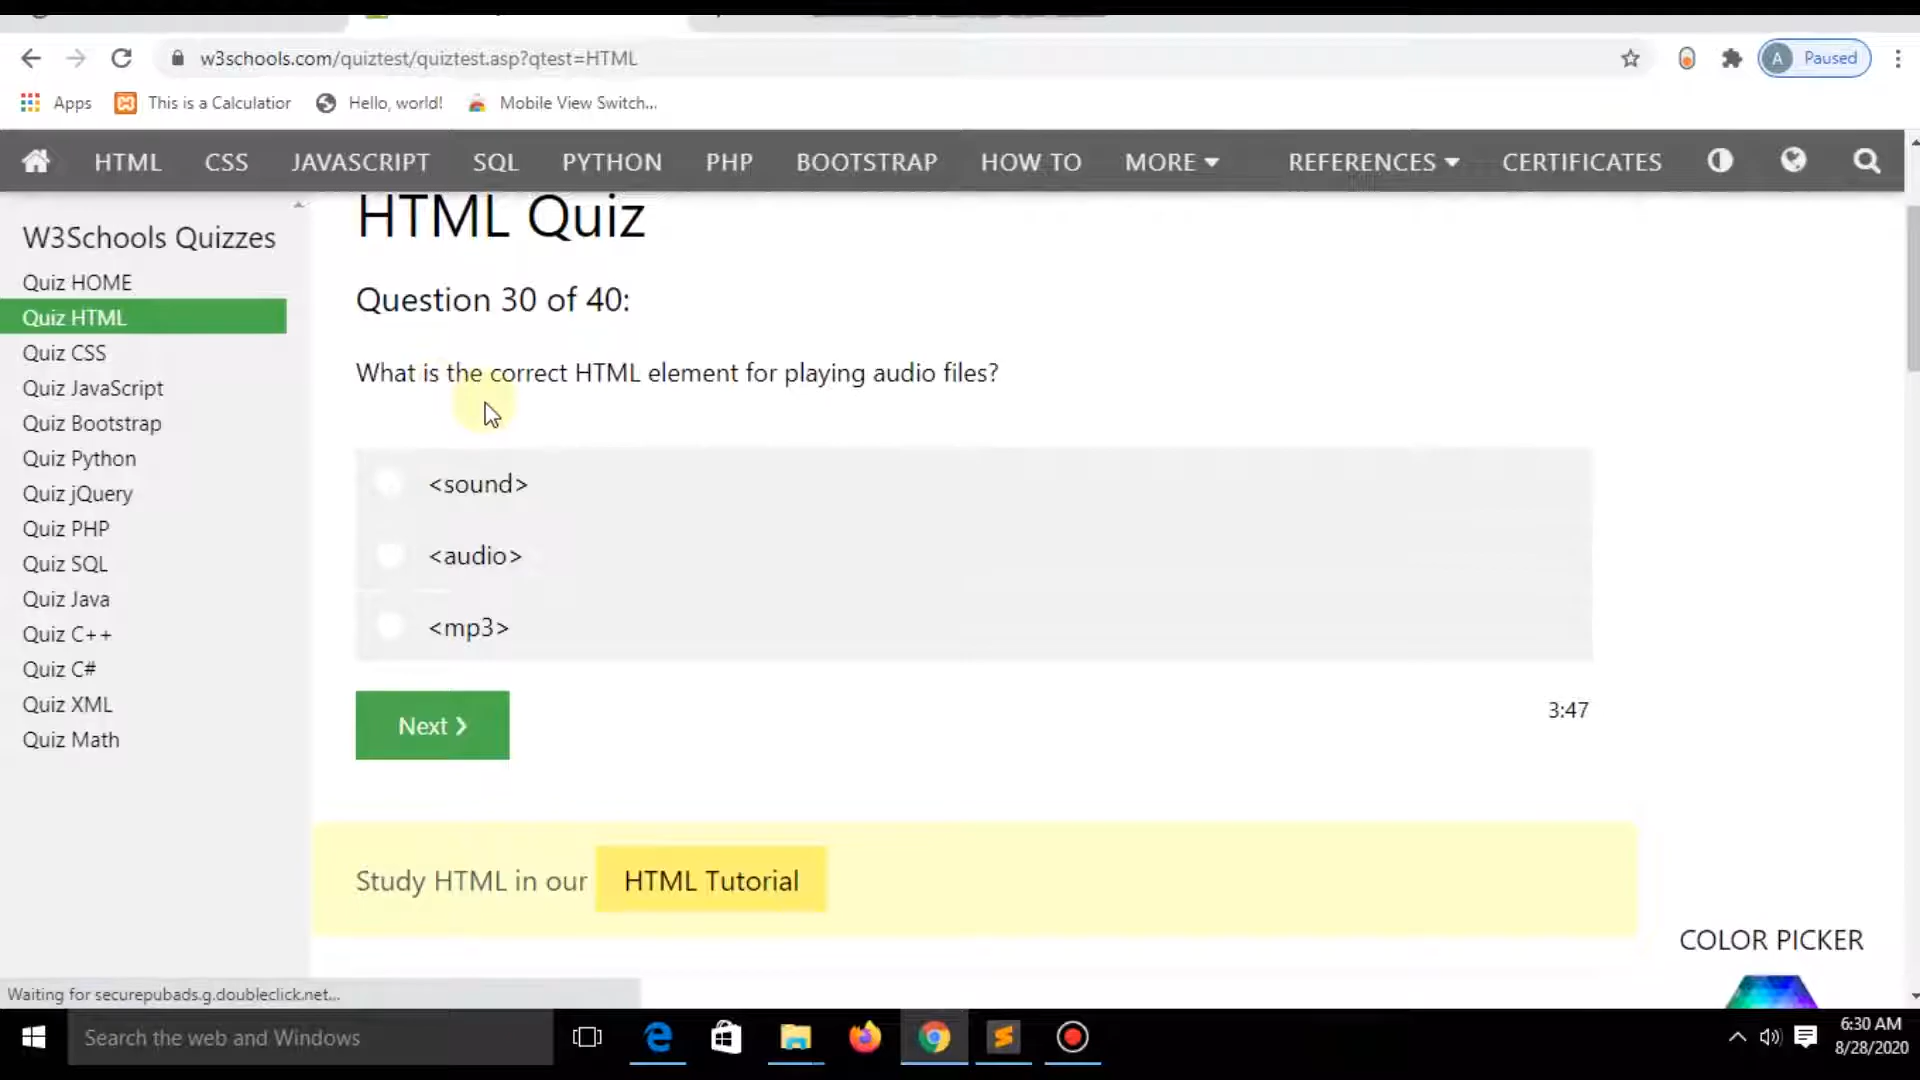 w3schools.com/quiztest/quiztest.asp?qtest=HTML
A Paused
Apps This is a Calculatior Hello, world! Mobile View Switch...
HTML CSS JAVASCRIPT SQL PYTHON PHP BOOTSTRAP HOW TO MORE REFERENCES CERTIFICATES
W3Schools Quizzes
Quiz HOME
Quiz HTML
Quiz CSS
Quiz JavaScript
Quiz Bootstrap
Quiz Python
Quiz jQuery
Quiz PHP
Quiz SQL
Quiz Java
Quiz C++
Quiz C#
Quiz XML
Quiz Math
HTML Quiz
Question 30 of 40:
What is the correct HTML element for playing audio files?
<sound>
<audio>
<mp3>
Next ❯
3:47
Study HTML in our HTML Tutorial
COLOR PICKER
Waiting for securepubads.g.doubleclick.net...
Search the web and Windows
6:30 AM
8/28/2020